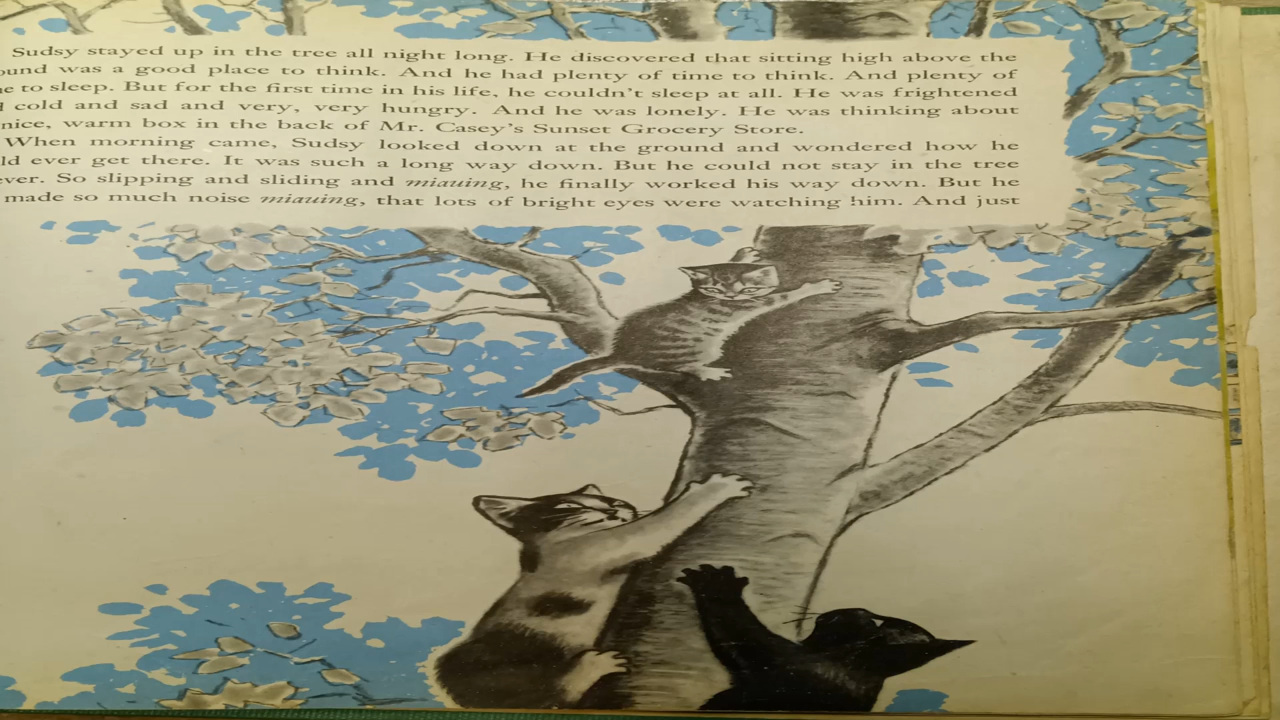 Sudsy stayed up in the tree all night long. He discovered that sitting high above the
was a good place to think. And he had plenty of time to think. And plenty of
to sleep. But for the first time in his life, he couldn't sleep at all. He was frightened
cold and sad and very, very hungry. And he was lonely. He was thinking about
nice, warm box in the back of Mr. Casey's Sunset Grocery Store.
When morning came, Sudsy looked down at the ground and wondered how he
ever get there. It was such a long way down. But he could not stay in the tree
So slipping and sliding and miauing, he finally worked his way down. But he
made so much noise miauing, that lots of bright eyes were watching him. And just